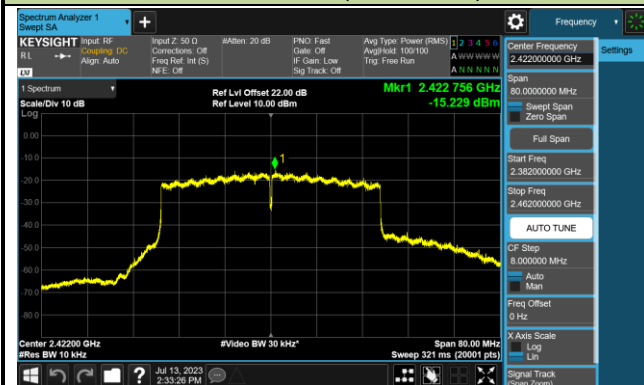 Spectrum Analyzer 1
Swept SA
Frequency
KEYSIGHT
Input: RF
Input Z: 50 Ω
#Atten: 20 dB
PNO: Fast
Avg Type: Power (RMS)
1 2 3 4 5 6
R L
Coupling: DC
Corrections: Off
Gate: Off
Avg|Hold: 100/100
A W W W W W
Align: Auto
Freq Ref: Int (S)
IF Gain: Low
Trig: Free Run
NFE: Off
Sig Track: Off
A N N N N N
LXI
Center Frequency
2.422000000 GHz
Settings
1 Spectrum
Ref Lvl Offset 22.00 dB
Mkr1 2.422 756 GHz
Scale/Div 10 dB
Ref Level 10.00 dBm
-15.229 dBm
Log
0.00
-10.0
-20.0
-30.0
-40.0
-50.0
-60.0
-70.0
-80.0
1
Span
80.0000000 MHz
Swept Span
Zero Span
Full Span
Start Freq
2.382000000 GHz
Stop Freq
2.462000000 GHz
AUTO TUNE
CF Step
8.000000 MHz
Auto
Man
Freq Offset
0 Hz
X Axis Scale
Log
Lin
Signal Track
(Span Zoom)
Center 2.42200 GHz
#Video BW 30 kHz*
Span 80.00 MHz
#Res BW 10 kHz
Sweep 321 ms (20001 pts)
?
Jul 13, 2023
2:33:26 PM